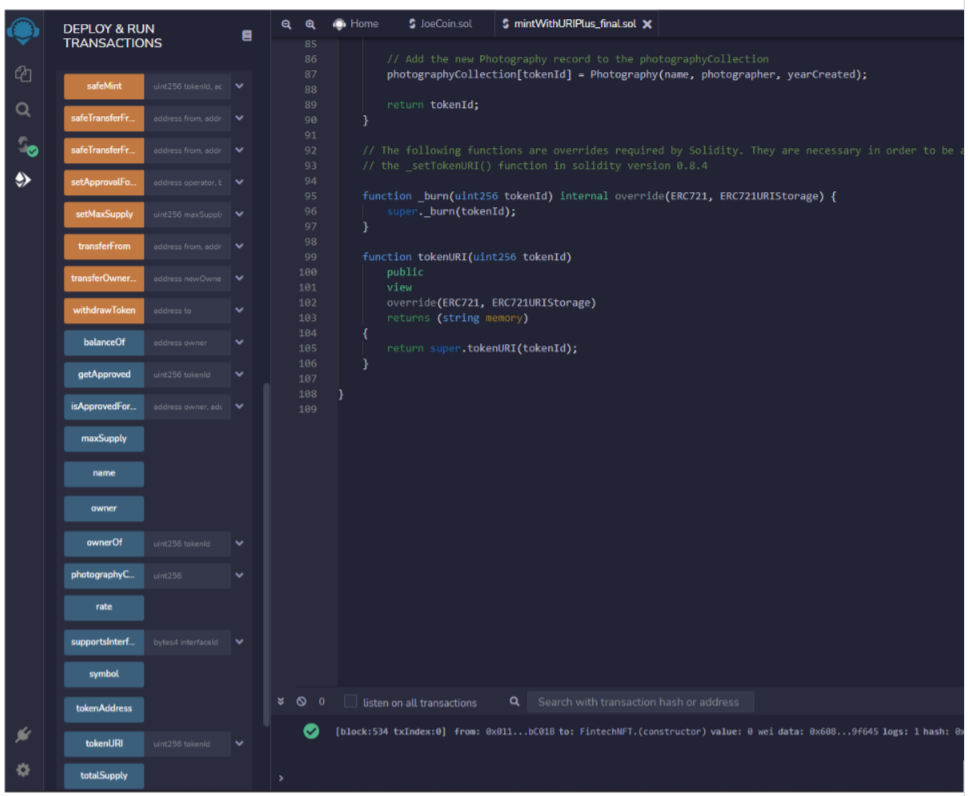 DEPLOY & RUN
TRANSACTIONS
safeMint uint256 tokenId, ac
safeTransferFr... address from, addr
safeTransferFr... address from, addr
setApprovalFo... address operator, t
setMaxSupply uint256 maxSuppl
transferFrom address from, addr
transferOwner... address newOwne
withdrawToken address to
balanceOf address owner
getApproved uint256 tokenId
isApprovedFor... address owner, add
maxSupply
name
owner
ownerOf uint256 tokenId
photographyC... uint256
rate
supportsInterf... bytes4 interfaceId
symbol
tokenAddress
tokenURI uint256 tokenId
totalSupply
Home JoeCoin.sol mintWithURIPlus_final.sol
85
86 // Add the new Photography record to the photographyCollection
87 photographyCollection[tokenId] = Photography(name, photographer, yearCreated);
88
89 return tokenId;
90 }
91
92 // The following functions are overrides required by Solidity. They are necessary in order to be a
93 // the _setTokenURI() function in solidity version 0.8.4
94
95 function _burn(uint256 tokenId) internal override(ERC721, ERC721URIStorage) {
96 super._burn(tokenId);
97 }
98
99 function tokenURI(uint256 tokenId)
100 public
101 view
102 override(ERC721, ERC721URIStorage)
103 returns (string memory)
104 {
105 return super.tokenURI(tokenId);
106 }
107
108 }
109
0 listen on all transactions Search with transaction hash or address
[block:534 txIndex:0] from: 0x011...bC01B to: FintechNFT.(constructor) value: 0 wei data: 0x608...9f645 logs: 1 hash: 0x
>